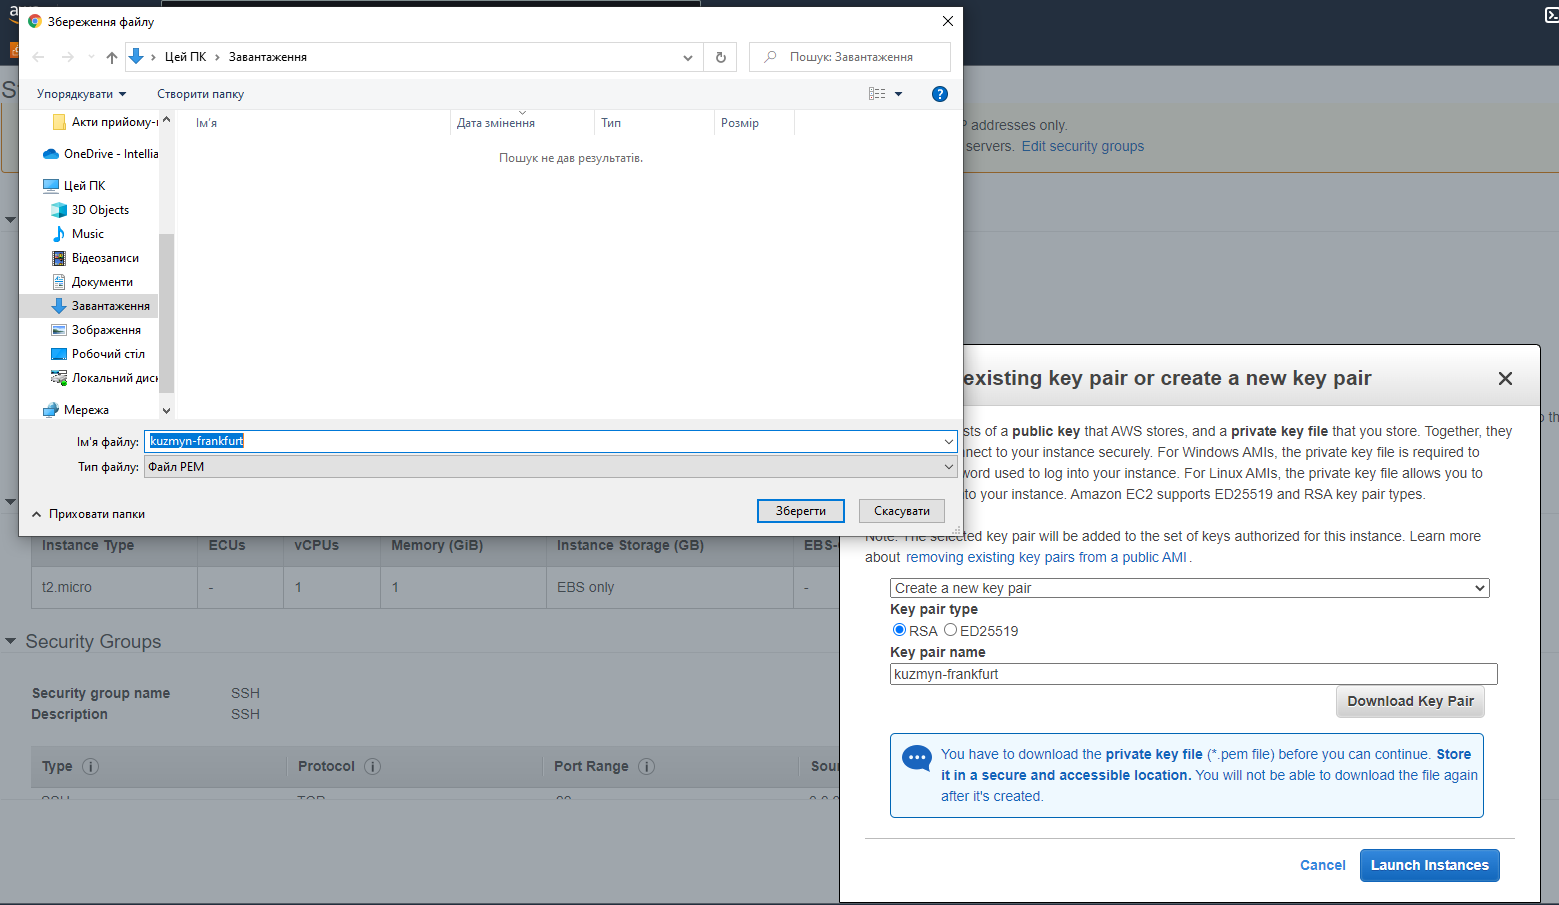 Збереження файлу
Цей ПК
Завантаження
Пошук: Завантаження
Упорядкувати
Створити папку
Акти прийому-
OneDrive - Intellia
Цей ПК
3D Objects
Music
Відеозаписи
Документи
Завантаження
Зображення
Робочий стіл
Локальний диск
Мережа
Ім'я
Дата змінення
Тип
Розмір
Пошук не дав результатів.
Ім'я файлу:
kuzmyn-frankfurt
Тип файлу:
Файл PEM
Приховати папки
Зберегти
Скасувати
P addresses only.
servers. Edit security groups
existing key pair or create a new key pair
sts of a public key that AWS stores, and a private key file that you store. Together, they
nnect to your instance securely. For Windows AMIs, the private key file is required to
word used to log into your instance. For Linux AMIs, the private key file allows you to
to your instance. Amazon EC2 supports ED25519 and RSA key pair types.
Note: The selected key pair will be added to the set of keys authorized for this instance. Learn more
about removing existing key pairs from a public AMI .
Create a new key pair
Key pair type
RSA ED25519
Key pair name
kuzmyn-frankfurt
Download Key Pair
You have to download the private key file (*.pem file) before you can continue. Store
it in a secure and accessible location. You will not be able to download the file again
after it's created.
Cancel
Launch Instances
Instance Type
ECUs
vCPUs
Memory (GiB)
Instance Storage (GB)
EBS-
t2.micro
-
1
1
EBS only
-
Security Groups
Security group name
SSH
Description
SSH
Type
Protocol
Port Range
Sour